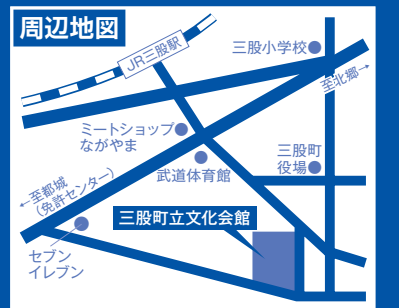 周辺地図
JR三股駅
三股小学校
至北郷→
ミートショップ
ながやま
三股町
役場
武道体育館
←至都城
(免許センター)
三股町立文化会館
セブン
イレブン